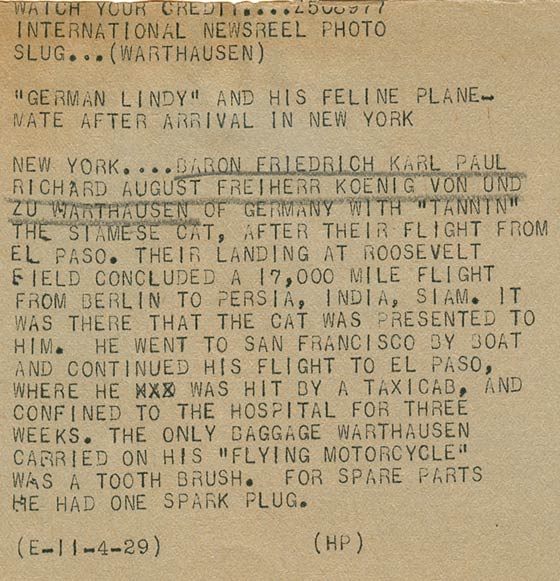 WATCH YOUR CREDIT....2508977
INTERNATIONAL NEWSREEL PHOTO
SLUG...(WARTHAUSEN)
"GERMAN LINDY" AND HIS FELINE PLANE-
MATE AFTER ARRIVAL IN NEW YORK
NEW YORK....BARON FRIEDRICH KARL PAUL
RICHARD AUGUST FREIHERR KOENIG VON UND
ZU WARTHAUSEN OF GERMANY WITH "TANNIN"
THE SIAMESE CAT, AFTER THEIR FLIGHT FROM
EL PASO. THEIR LANDING AT ROOSEVELT
FIELD CONCLUDED A 17,000 MILE FLIGHT
FROM BERLIN TO PERSIA, INDIA, SIAM. IT
WAS THERE THAT THE CAT WAS PRESENTED TO
HIM. HE WENT TO SAN FRANCISCO BY BOAT
AND CONTINUED HIS FLIGHT TO EL PASO,
WHERE HE XXX WAS HIT BY A TAXICAB, AND
CONFINED TO THE HOSPITAL FOR THREE
WEEKS. THE ONLY BAGGAGE WARTHAUSEN
CARRIED ON HIS "FLYING MOTORCYCLE"
WAS A TOOTH BRUSH. FOR SPARE PARTS
HE HAD ONE SPARK PLUG.
(E-11-4-29) (HP)